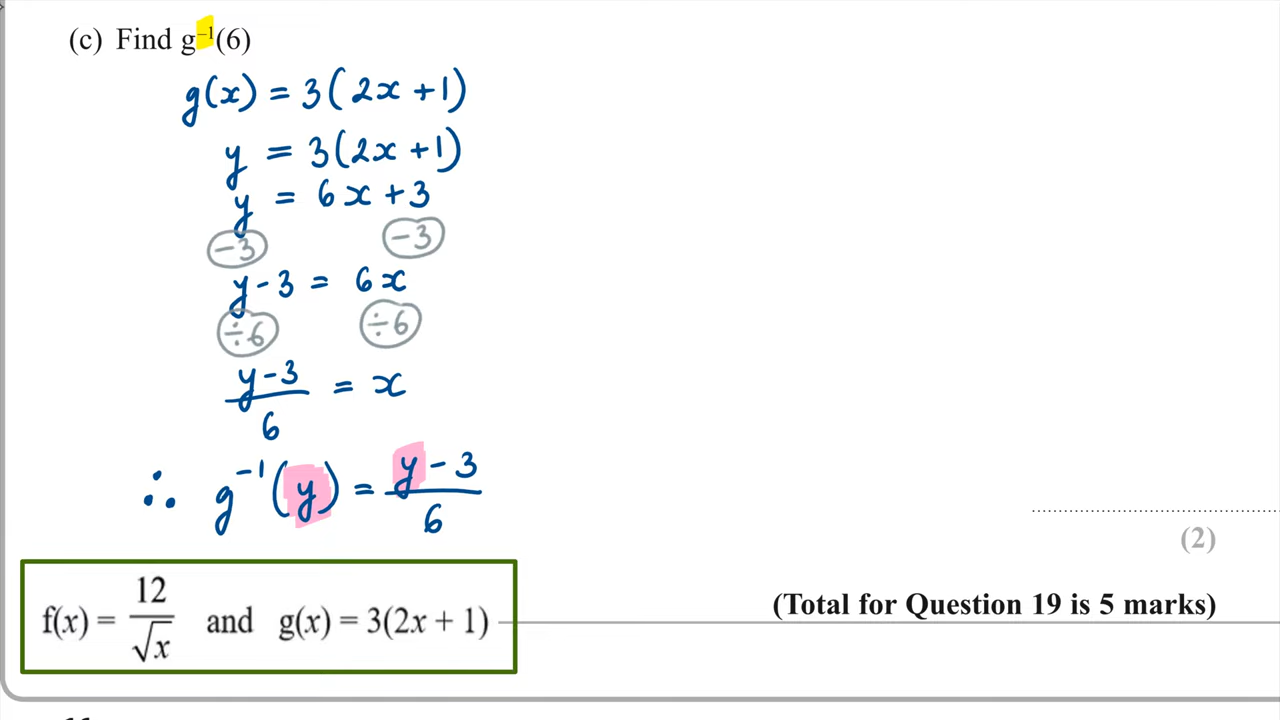 (c) Find g⁻¹(6)
g(x) = 3(2x + 1)
y = 3(2x + 1)
y = 6x + 3
−3 −3
y − 3 = 6x
÷6 ÷6
y − 3 / 6 = x
∴ g⁻¹(y) = y − 3 / 6
(2)
f(x) = 12 / √x and g(x) = 3(2x + 1)
(Total for Question 19 is 5 marks)